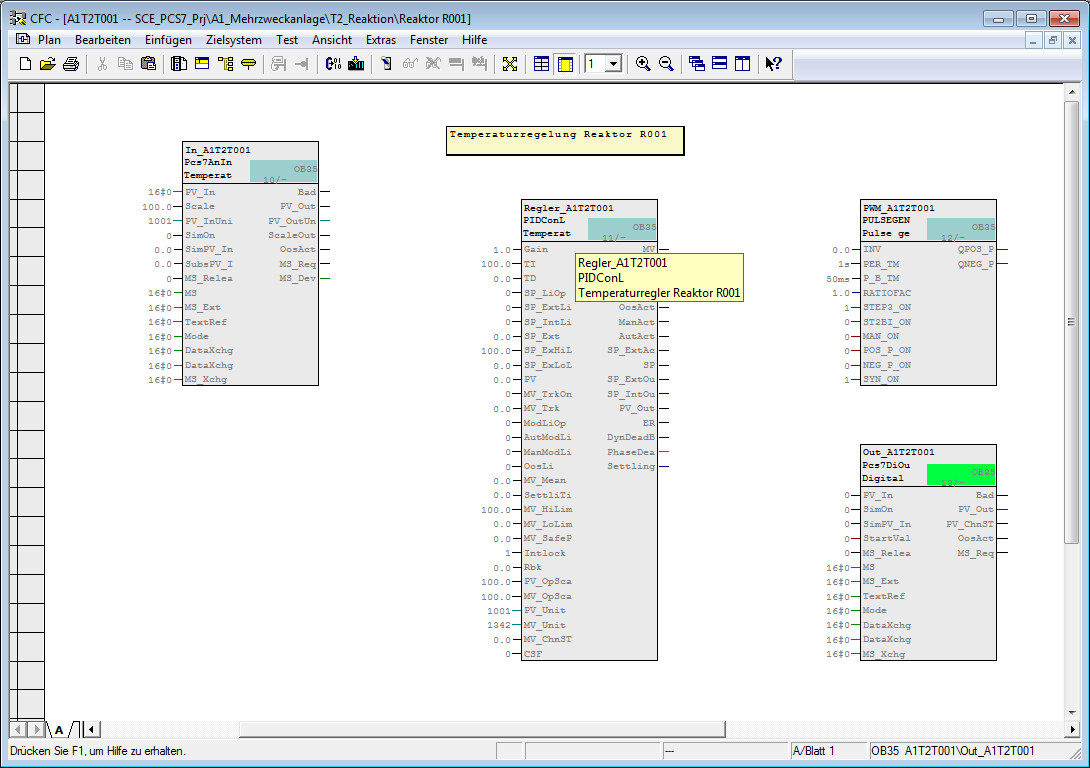 CFC - [A1T2T001 -- SCE_PCS7_Prj\A1_Mehrzweckanlage\T2_Reaktion\Reaktor R001]
Plan Bearbeiten Einfügen Zielsystem Test Ansicht Extras Fenster Hilfe
1
Temperaturregelung Reaktor R001
In_A1T2T001
Pcs7AnIn
Temperat
OB35
10/-
16#0 PV_In Bad
100.0 Scale PV_Out
1001 PV_InUni PV_OutUn
0 SimOn ScaleOut
0.0 SimPV_In OosAct
0.0 SubsPV_I MS_Req
0 MS_Relea MS_Dev
16#0 MS
16#0 MS_Ext
16#0 TextRef
16#0 Mode
16#0 DataXchg
16#0 DataXchg
16#0 MS_Xchg
Regler_A1T2T001
PIDConL
Temperat
OB35
11/-
1.0 Gain MV
100.0 TI
0.0 TD
0 SP_LiOp
0 SP_ExtLi OosAct
0 SP_IntLi ManAct
0.0 SP_Ext AutAct
100.0 SP_ExHiL SP_ExtAc
0.0 SP_ExLoL SP
0.0 PV SP_ExtOu
0 MV_TrkOn SP_IntOu
0.0 MV_Trk PV_Out
0 ModLiOp ER
0 AutModLi DynDeadB
0 ManModLi PhaseDea
0 OosLi Settling
0.0 MV_Mean
0.0 SettliTi
100.0 MV_HiLim
0.0 MV_LoLim
0.0 MV_SafeP
1 Intlock
0.0 Rbk
100.0 PV_OpSca
100.0 MV_OpSca
1001 PV_Unit
1342 MV_Unit
0.0 MV_ChnST
0 CSF
Regler_A1T2T001
PIDConL
Temperaturregler Reaktor R001
PWM_A1T2T001
PULSEGEN
Pulse ge
OB35
12/-
0.0 INV QPOS_P
1s PER_TM QNEG_P
50ms P_B_TM
1.0 RATIOFAC
1 STEP3_ON
0 ST2BI_ON
0 MAN_ON
0 POS_P_ON
0 NEG_P_ON
1 SYN_ON
Out_A1T2T001
Pcs7DiOu
Digital
OB35
13/-
0 PV_In Bad
0 SimOn PV_Out
0 SimPV_In PV_ChnST
0 StartVal OosAct
0 MS_Relea MS_Req
16#0 MS
16#0 MS_Ext
16#0 TextRef
16#0 Mode
16#0 DataXchg
16#0 DataXchg
16#0 MS_Xchg
A
Drücken Sie F1, um Hilfe zu erhalten.
---
A/Blatt 1
OB35 A1T2T001\Out_A1T2T001